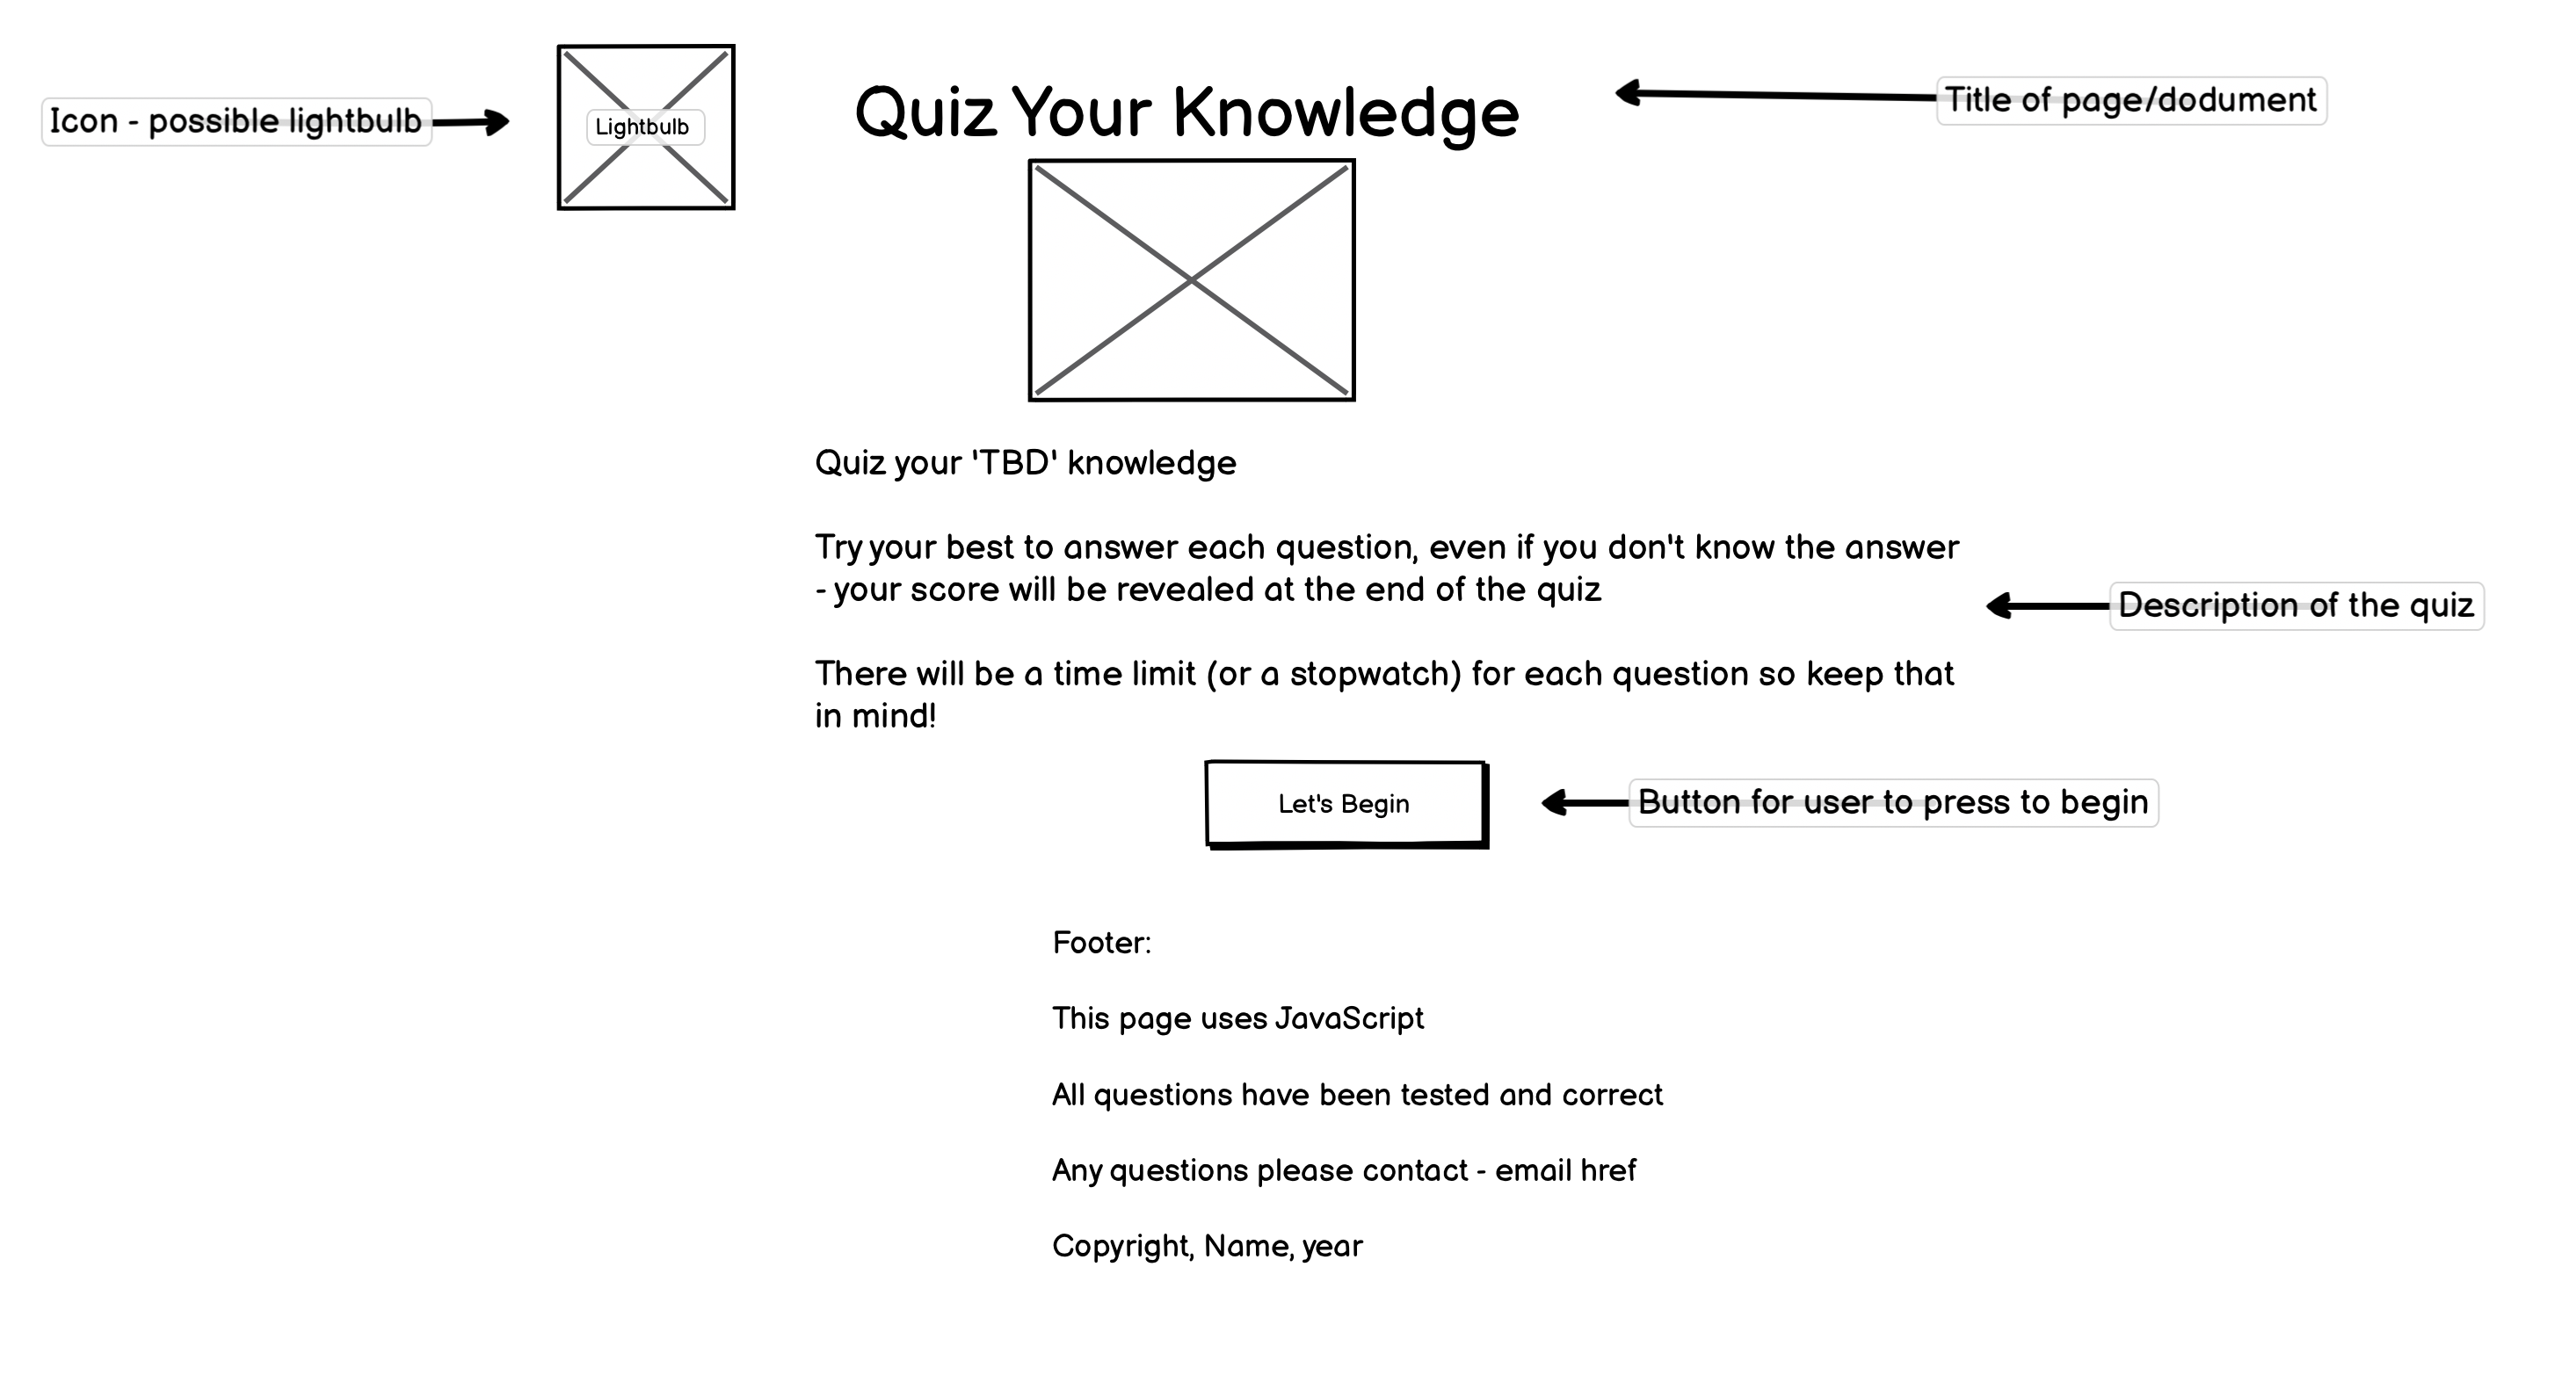 Icon - possible lightbulb
Lightbulb
Quiz Your Knowledge
Title of page/dodument
Quiz your 'TBD' knowledge
Try your best to answer each question, even if you don't know the answer
- your score will be revealed at the end of the quiz
Description of the quiz
There will be a time limit (or a stopwatch) for each question so keep that
in mind!
Let's Begin
Button for user to press to begin
Footer:
This page uses JavaScript
All questions have been tested and correct
Any questions please contact - email href
Copyright, Name, year